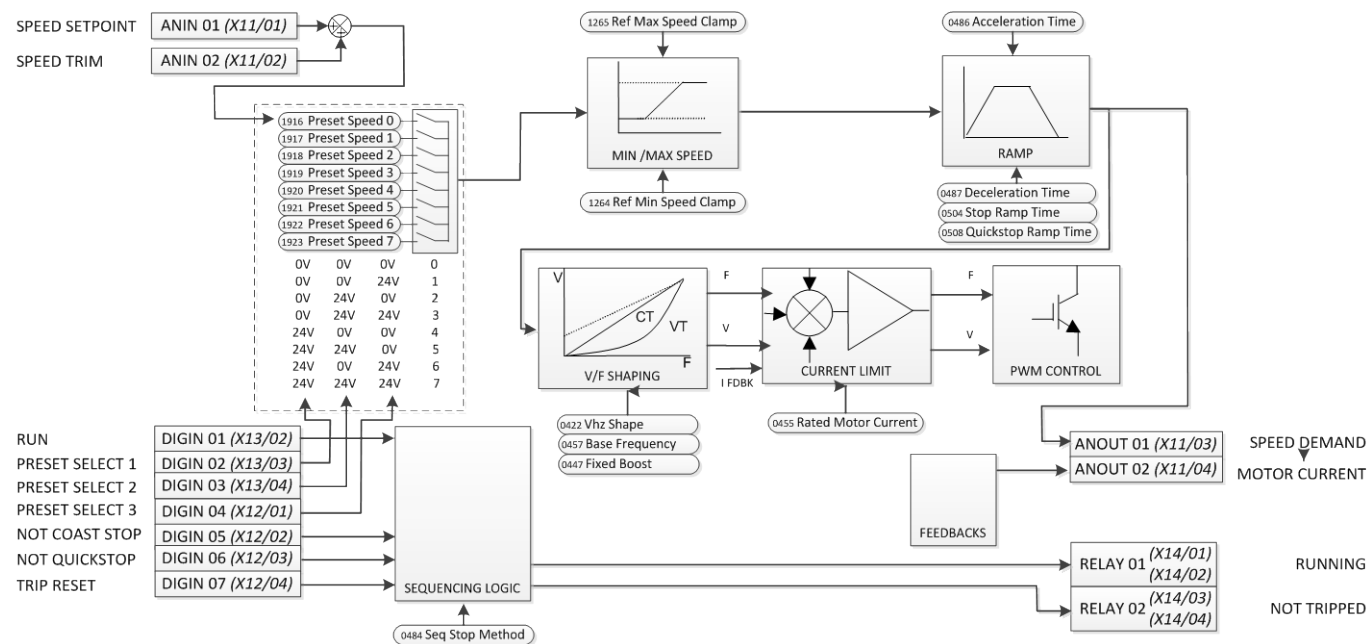 SPEED SETPOINT ANIN 01 (X11/01)
SPEED TRIM ANIN 02 (X11/02)
+
+
1265 Ref Max Speed Clamp
MIN /MAX SPEED
1264 Ref Min Speed Clamp
0486 Acceleration Time
RAMP
0487 Deceleration Time
0504 Stop Ramp Time
0508 Quickstop Ramp Time
1916 Preset Speed 0
1917 Preset Speed 1
1918 Preset Speed 2
1919 Preset Speed 3
1920 Preset Speed 4
1921 Preset Speed 5
1922 Preset Speed 6
1923 Preset Speed 7
0V 0V 0V 0
0V 0V 24V 1
0V 24V 0V 2
0V 24V 24V 3
24V 0V 0V 4
24V 24V 0V 5
24V 0V 24V 6
24V 24V 24V 7
V
CT
VT
F
V/F SHAPING
0422 Vhz Shape
0457 Base Frequency
0447 Fixed Boost
F
V
I FDBK
CURRENT LIMIT
0455 Rated Motor Current
F
V
PWM CONTROL
RUN DIGIN 01 (X13/02)
PRESET SELECT 1 DIGIN 02 (X13/03)
PRESET SELECT 2 DIGIN 03 (X13/04)
PRESET SELECT 3 DIGIN 04 (X12/01)
NOT COAST STOP DIGIN 05 (X12/02)
NOT QUICKSTOP DIGIN 06 (X12/03)
TRIP RESET DIGIN 07 (X12/04)
SEQUENCING LOGIC
0484 Seq Stop Method
FEEDBACKS
ANOUT 01 (X11/03) SPEED DEMAND
ANOUT 02 (X11/04) MOTOR CURRENT
RELAY 01 (X14/01) (X14/02) RUNNING
RELAY 02 (X14/03) (X14/04) NOT TRIPPED